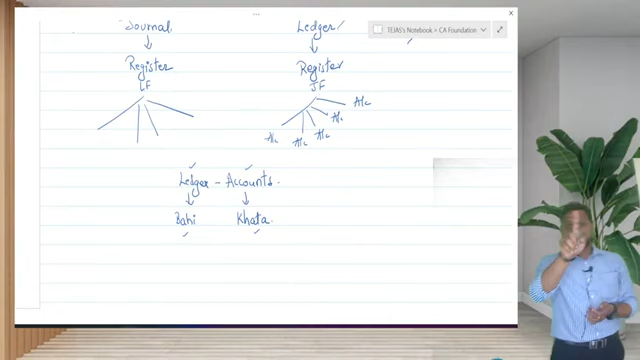 TEJAS's Notebook > CA Foundation
Journal
Ledger
Register
Register
LF
JF
A/c
A/c
A/c
A/c
A/c
Ledger - Accounts.
Bahi
Khata.